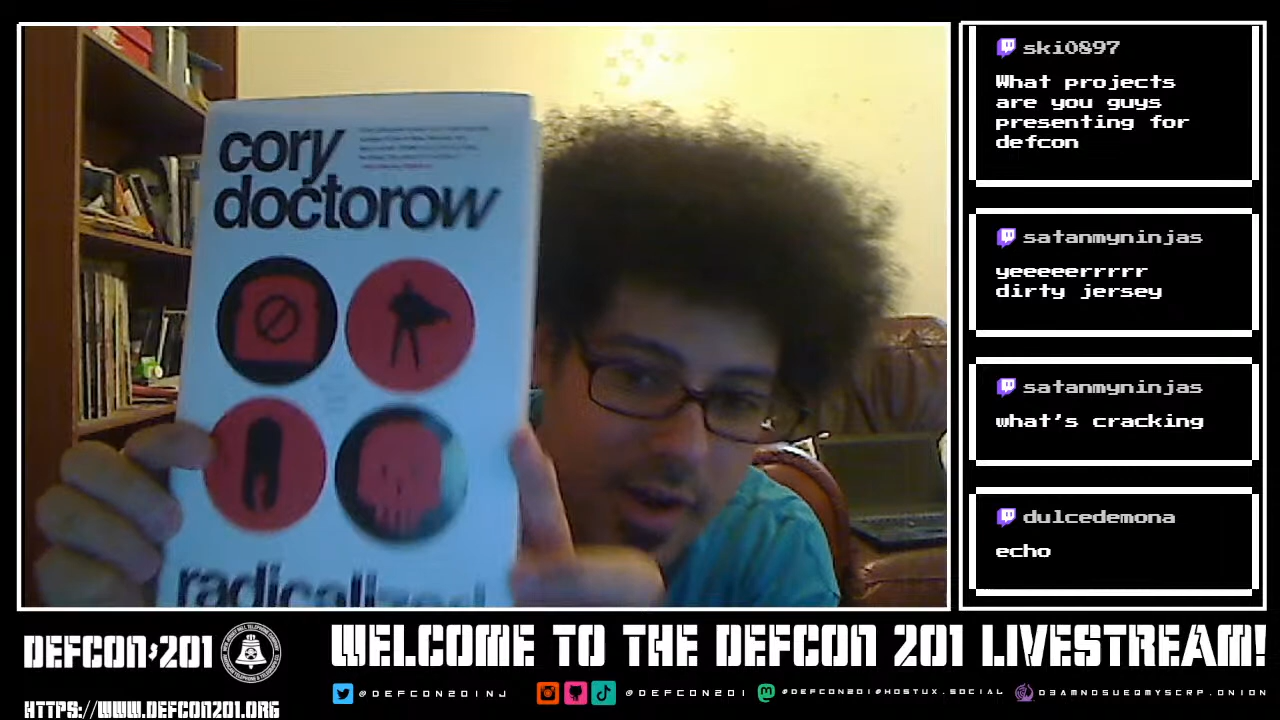 cory
doctorow
radicalized
ski0897
What projects
are you guys
presenting for
defcon
satanmyninjas
yeeeeerrrrr
dirty jersey
satanmyninjas
what's cracking
dulcedemona
echo
DEFCON201
WELCOME TO THE DEFCON 201 LIVESTREAM!
@DEFCON201NJ
@DEFCON201
@DEFCON201@HOSTUX.SOCIAL
HTTPS://WWW.DEFCON201.ORG